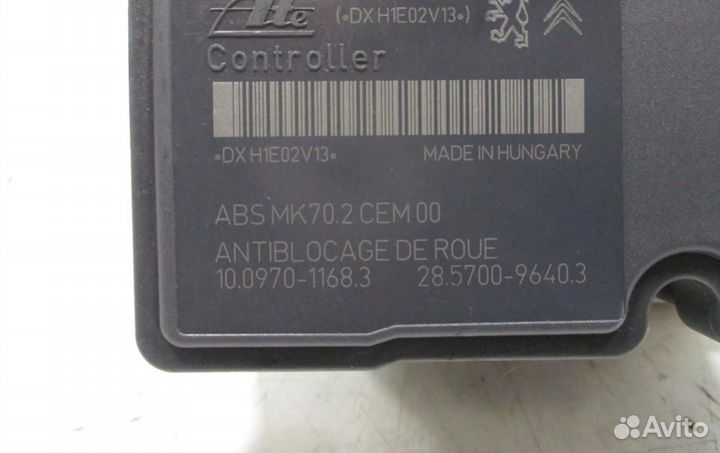 Ate (•DX H1E02V13•)
Controller
•DX H1E02V13• MADE IN HUNGARY
ABS MK70.2 CEM 00
ANTIBLOCAGE DE ROUE
10.0970-1168.3 28.5700-9640.3
Avito